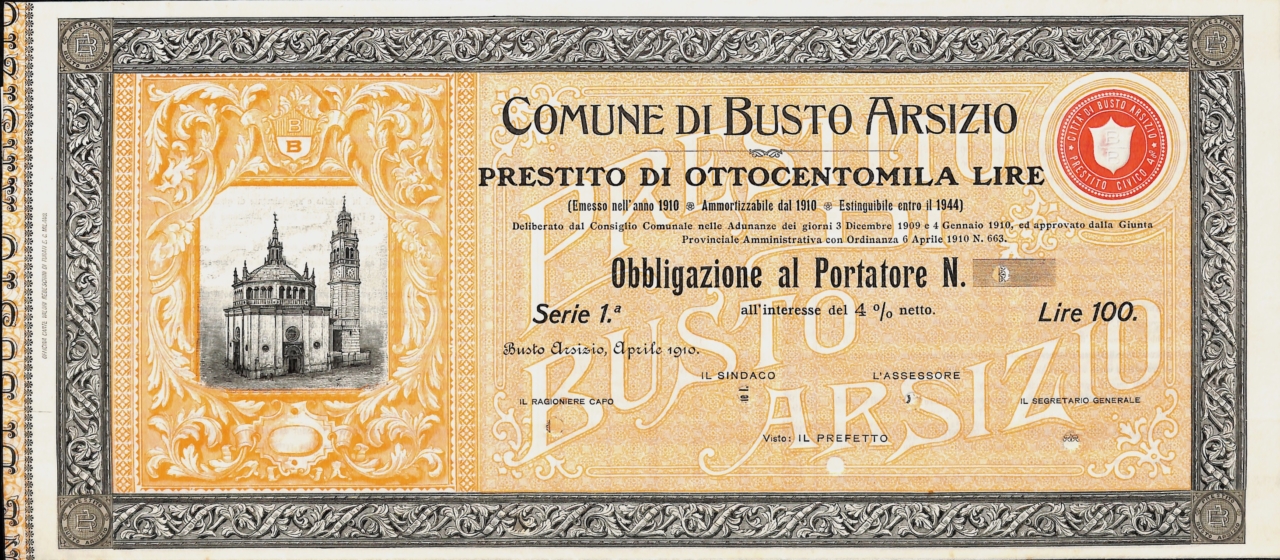 COMUNE DI BUSTO ARSIZIO
PRESTITO DI OTTOCENTOMILA LIRE
(Emesso nell'anno 1910 ❋ Ammortizzabile dal 1910 ❋ Estinguibile entro il 1944)
Deliberato dal Consiglio Comunale nelle Adunanze dei giorni 3 Dicembre 1909 e 4 Gennaio 1910, ed approvato dalla Giunta
Provinciale Amministrativa con Ordinanza 6 Aprile 1910 N. 663.
Obbligazione al Portatore N.
Serie 1.ª all'interesse del 4 % netto. Lire 100.
Busto Arsizio, Aprile 1910.
IL SINDACO L'ASSESSORE
IL RAGIONIERE CAPO IL SEGRETARIO GENERALE
Visto: IL PREFETTO
CITTÀ DI BUSTO ARSIZIO
PRESTITO CIVICO
B
B
PRESTITO
DI
BUSTO
ARSIZIO